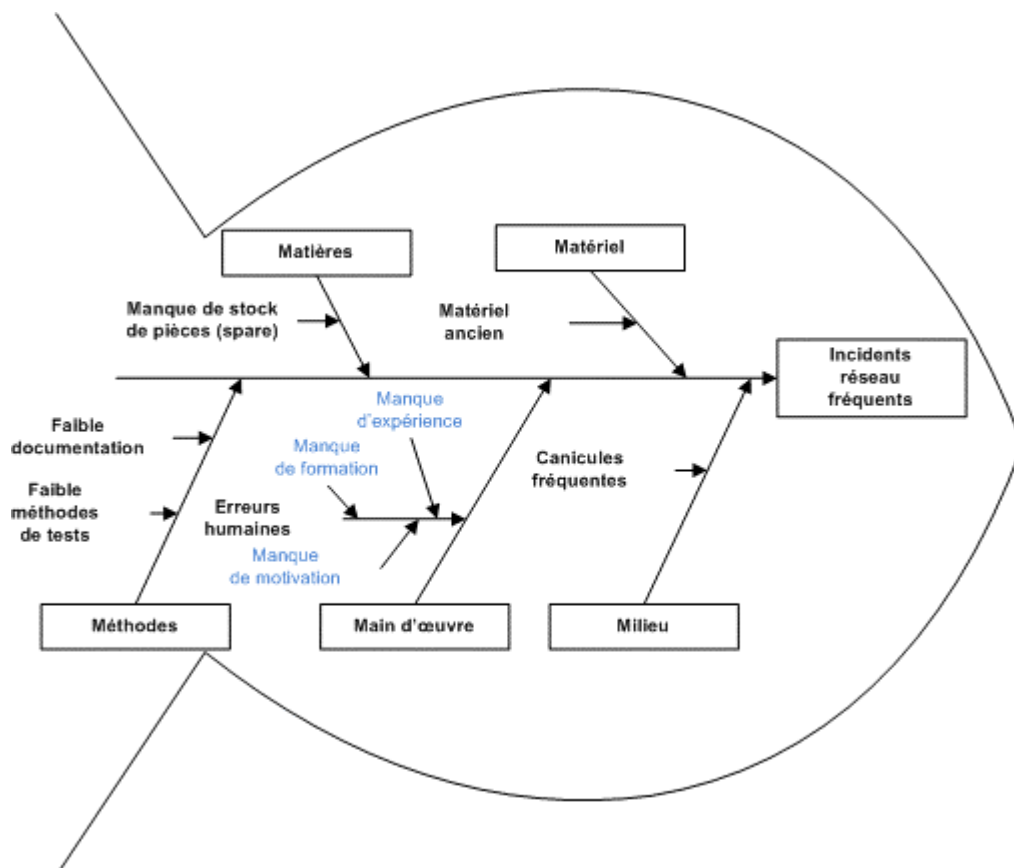 Matières
Matériel
Manque de stock
de pièces (spare)
Matériel
ancien
Incidents
réseau
fréquents
Manque
d'expérience
Faible
documentation
Manque
de formation
Canicules
fréquentes
Faible
méthodes
de tests
Erreurs
humaines
Manque
de motivation
Méthodes
Main d'œuvre
Milieu